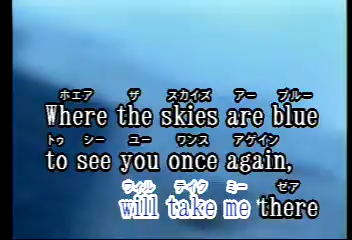 ホエア ザ スカイズ アー ブルー
Where the skies are blue
トゥ シー ユー ワンス アゲイン
to see you once again,
ウィル テイク ミー ゼア
will take me there